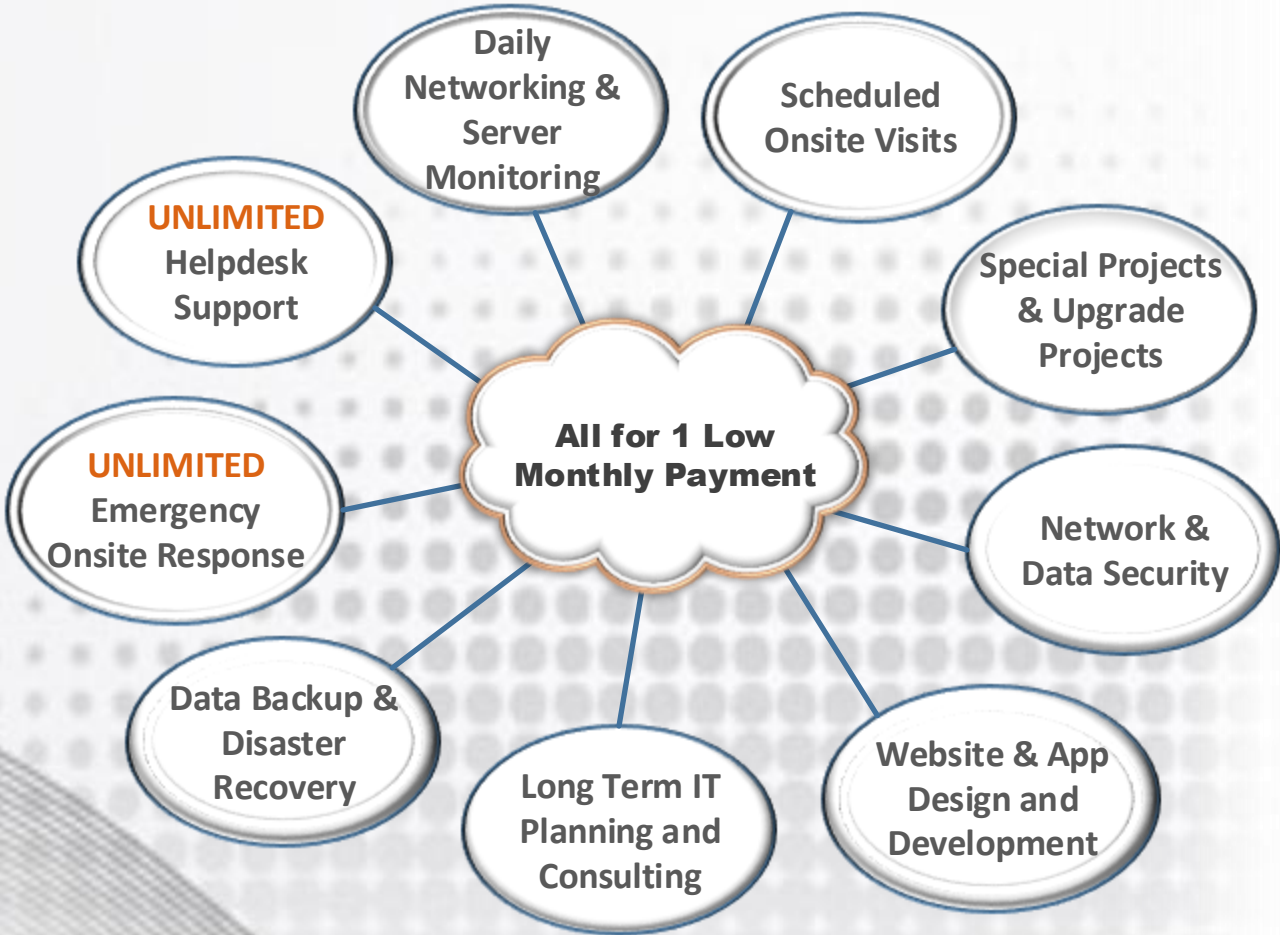 Daily
Networking &
Server
Monitoring
Scheduled
Onsite Visits
UNLIMITED
Helpdesk
Support
Special Projects
& Upgrade
Projects
All for 1 Low
Monthly Payment
UNLIMITED
Emergency
Onsite Response
Network &
Data Security
Data Backup &
Disaster
Recovery
Long Term IT
Planning and
Consulting
Website & App
Design and
Development